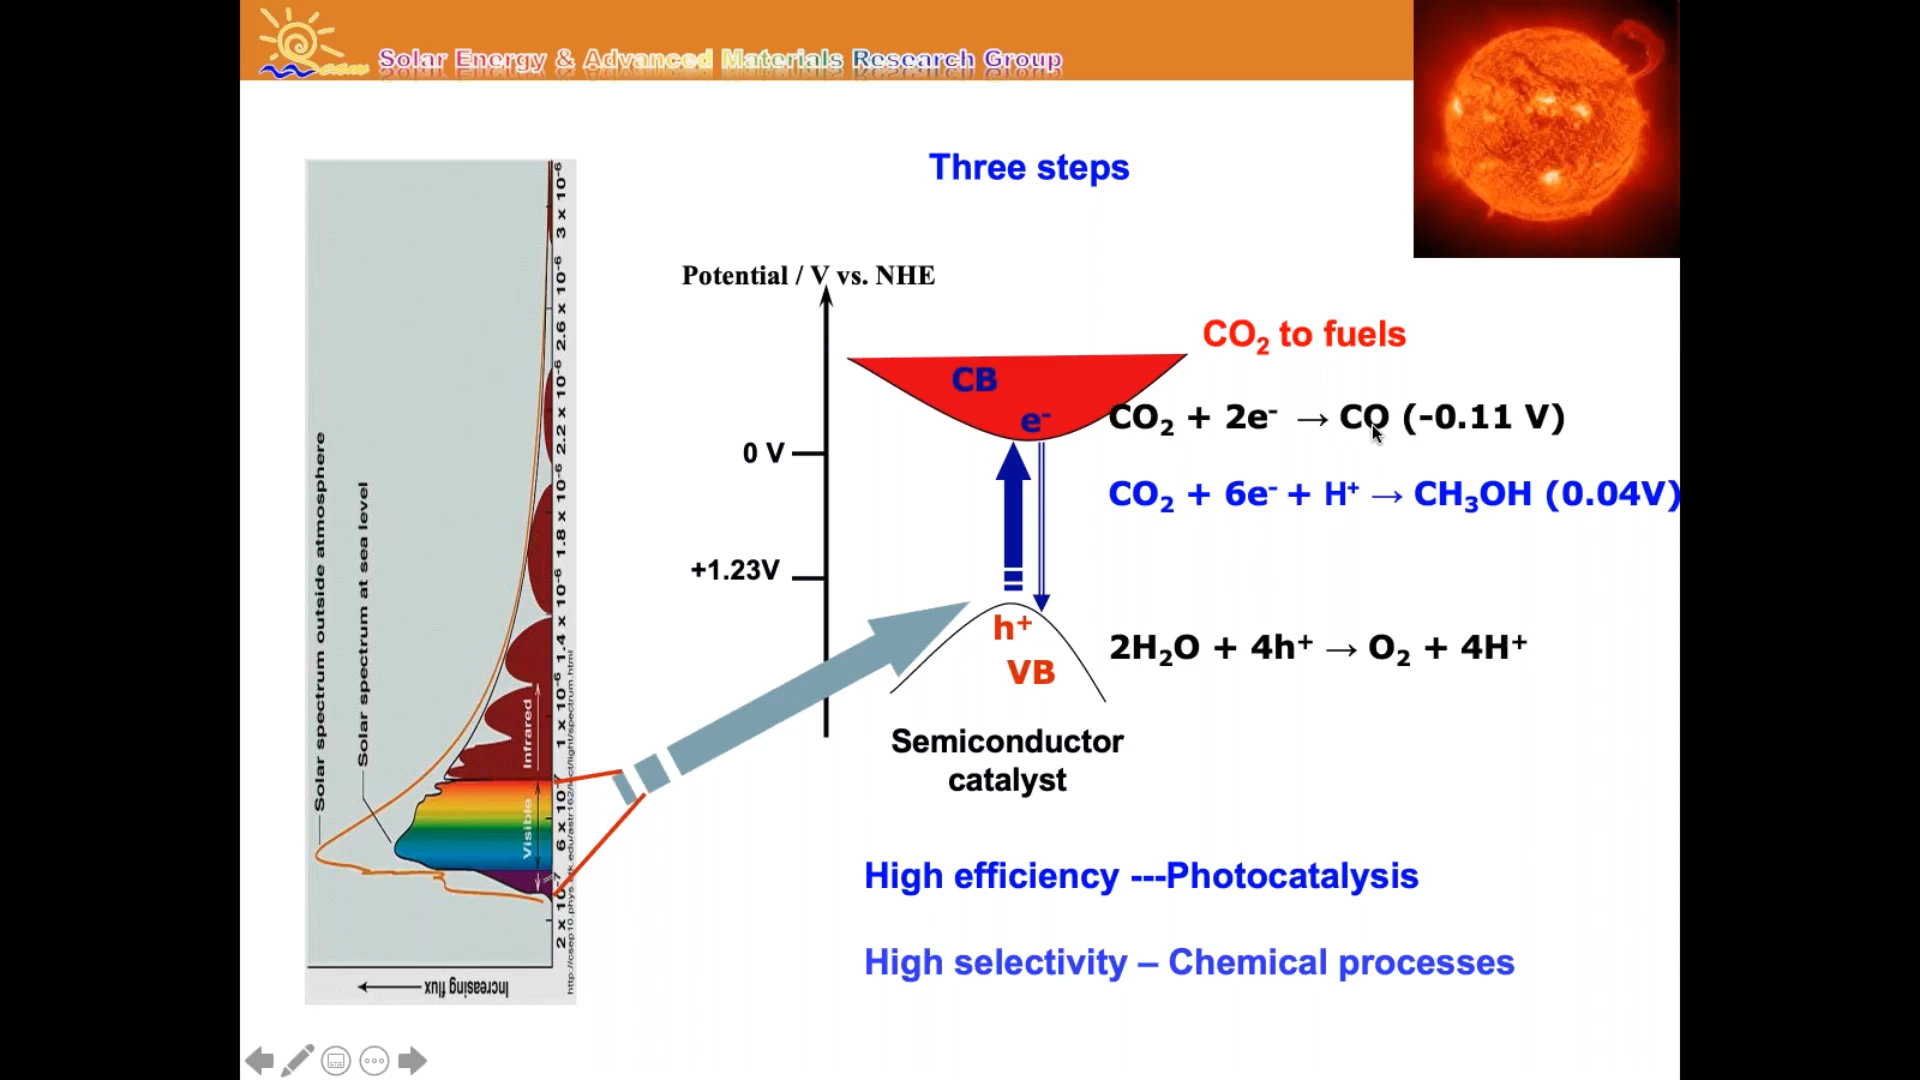 Solar Energy & Advanced Materials Research Group
Three steps
Potential / V vs. NHE
CO₂ to fuels
CB
e⁻
CO₂ + 2e⁻ → CO (-0.11 V)
0 V
CO₂ + 6e⁻ + H⁺ → CH₃OH (0.04V)
+1.23V
h⁺
VB
2H₂O + 4h⁺ → O₂ + 4H⁺
Semiconductor
catalyst
High efficiency ---Photocatalysis
High selectivity – Chemical processes
Solar spectrum outside atmosphere
Solar spectrum at sea level
Infrared
Visible
2 x 10⁻⁷
6 x 10⁻⁷
1 x 10⁻⁶
1.4 x 10⁻⁶
1.8 x 10⁻⁶
2.2 x 10⁻⁶
2.6 x 10⁻⁶
3 x 10⁻⁶
Increasing flux